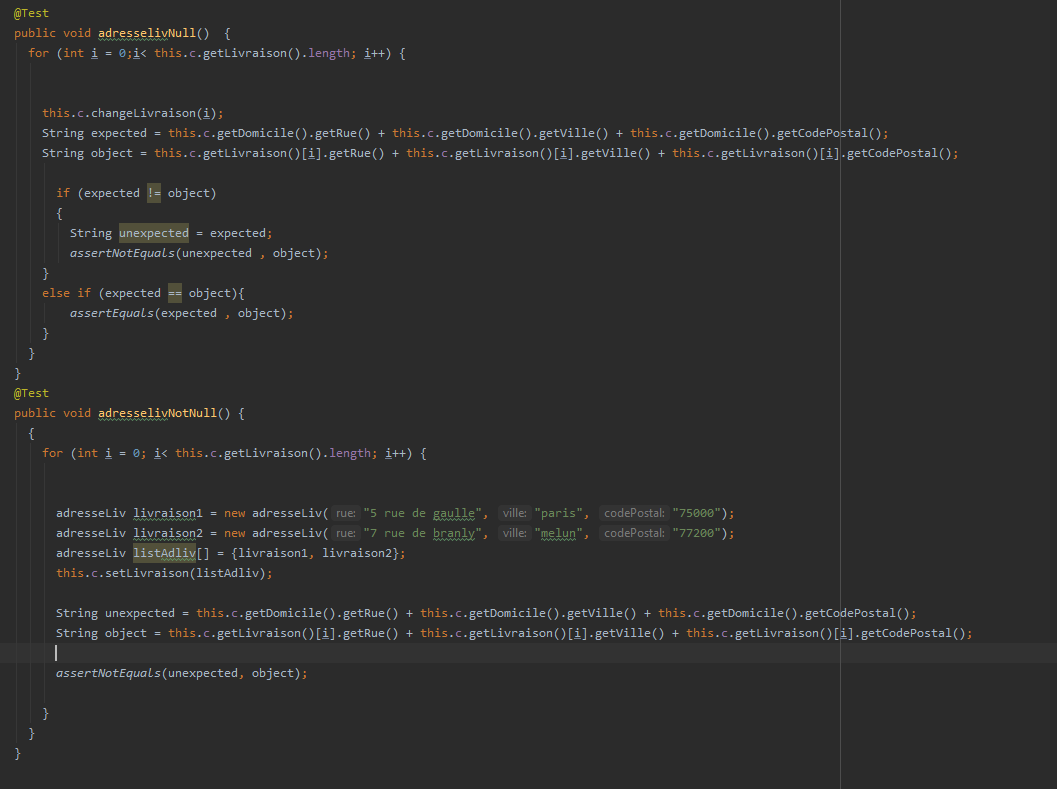 @Test
public void adresselivNull()  {
for (int i = 0;i< this.c.getLivraison().length; i++) {
this.c.changeLivraison(i);
String expected = this.c.getDomicile().getRue() + this.c.getDomicile().getVille() + this.c.getDomicile().getCodePostal();
String object = this.c.getLivraison()[i].getRue() + this.c.getLivraison()[i].getVille() + this.c.getLivraison()[i].getCodePostal();
if (expected != object)
{
String unexpected = expected;
assertNotEquals(unexpected , object);
}
else if (expected == object){
assertEquals(expected , object);
}
}
}
@Test
public void adresselivNotNull() {
{
for (int i = 0; i< this.c.getLivraison().length; i++) {
adresseLiv livraison1 = new adresseLiv( rue: "5 rue de gaulle", ville: "paris", codePostal: "75000");
adresseLiv livraison2 = new adresseLiv( rue: "7 rue de branly", ville: "melun", codePostal: "77200");
adresseLiv listAdliv[] = {livraison1, livraison2};
this.c.setLivraison(listAdliv);
String unexpected = this.c.getDomicile().getRue() + this.c.getDomicile().getVille() + this.c.getDomicile().getCodePostal();
String object = this.c.getLivraison()[i].getRue() + this.c.getLivraison()[i].getVille() + this.c.getLivraison()[i].getCodePostal();
assertNotEquals(unexpected, object);
}
}
}